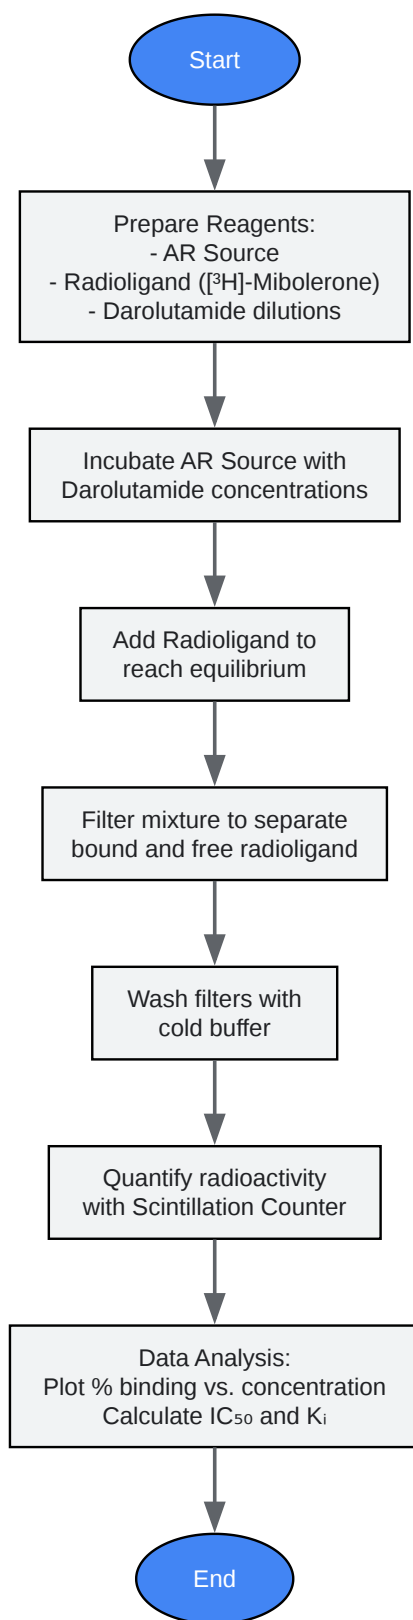 Start
Prepare Reagents:
- AR Source
- Radioligand ([³H]-Mibolerone)
- Darolutamide dilutions
Incubate AR Source with
Darolutamide concentrations
Add Radioligand to
reach equilibrium
Filter mixture to separate
bound and free radioligand
Wash filters with
cold buffer
Quantify radioactivity
with Scintillation Counter
Data Analysis:
Plot % binding vs. concentration
Calculate IC₅₀ and Kᵢ
End